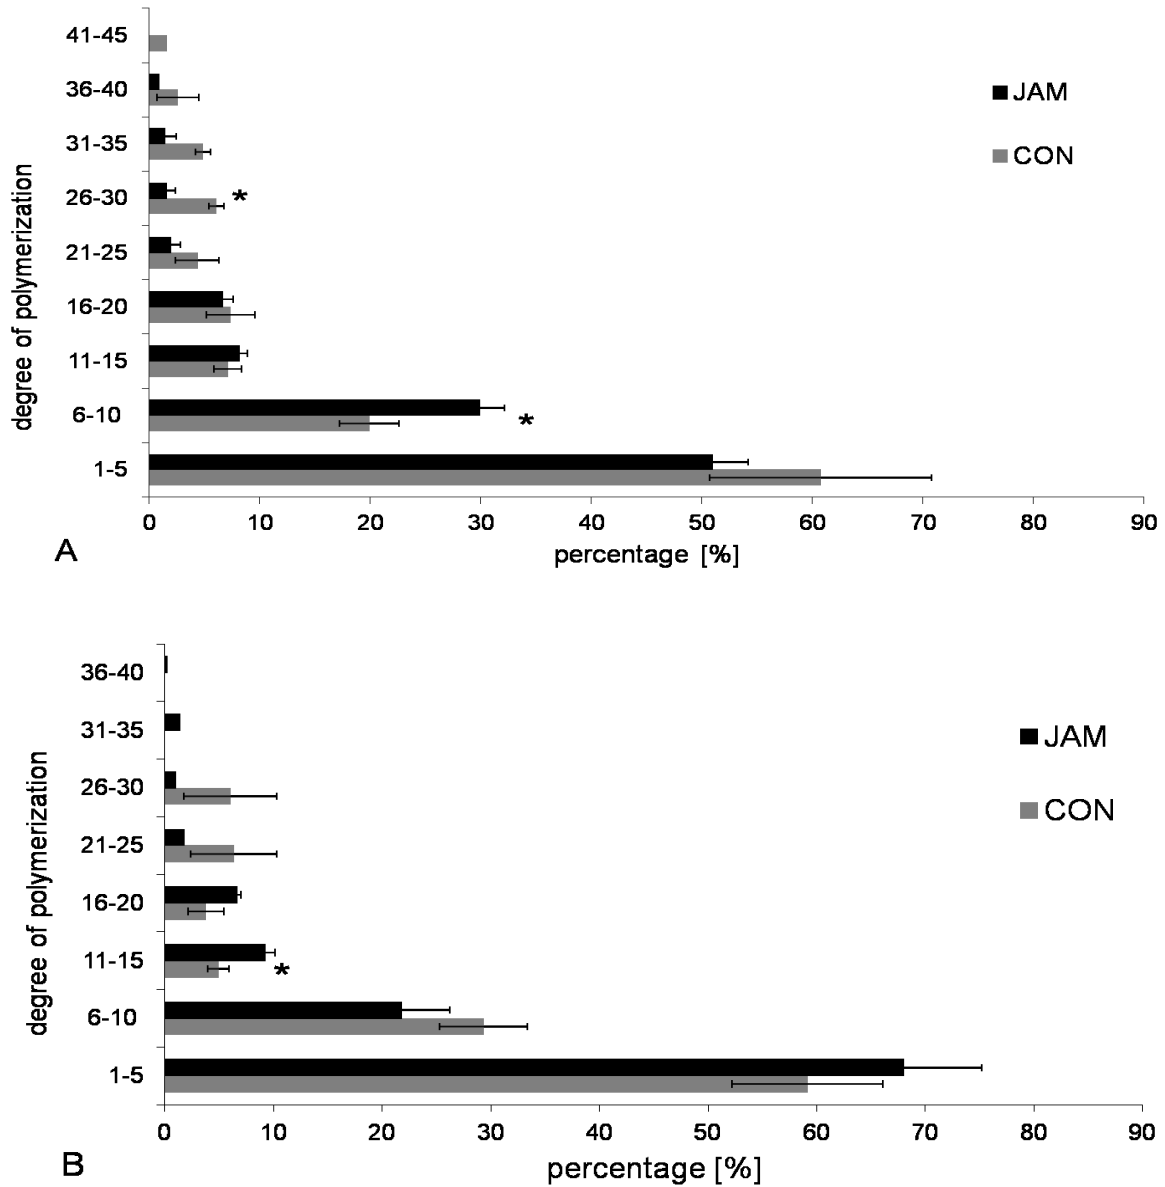 41-45
36-40
31-35
26-30
*
21-25
16-20
11-15
6-10
*
1-5
degree of polymerization
JAM
CON
0 10 20 30 40 50 60 70 80 90
percentage [%]
A
36-40
31-35
26-30
21-25
16-20
11-15
*
6-10
1-5
degree of polymerization
JAM
CON
0 10 20 30 40 50 60 70 80 90
percentage [%]
B